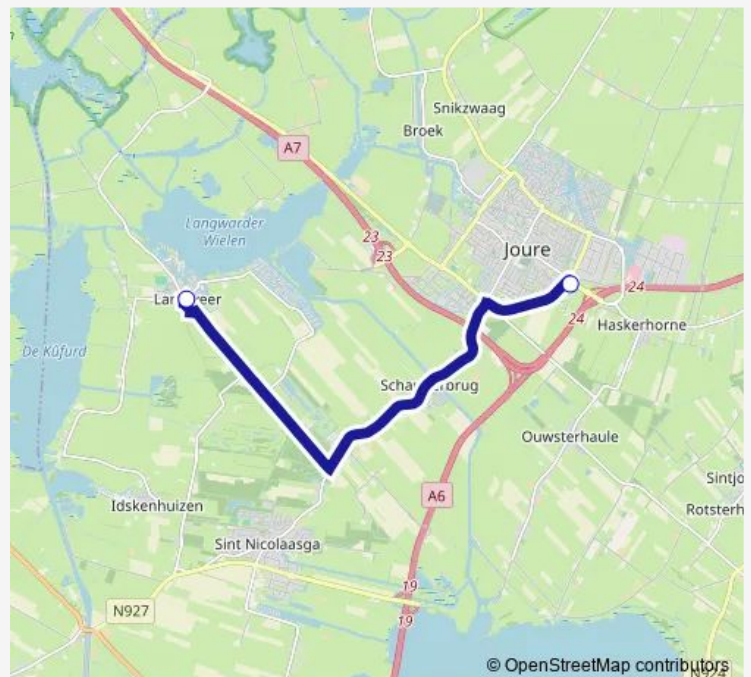 Snikzwaag
Broek
A7
Langwarder
Wielen
23
23
Joure
24
24
Haskerhorne
De Kûfurd
Ouwsterhaule
A6
Idskenhuizen
Sint Nicolaasga
Sintjo
Rotsterh
19
19
N927
© OpenStreetMap contributors